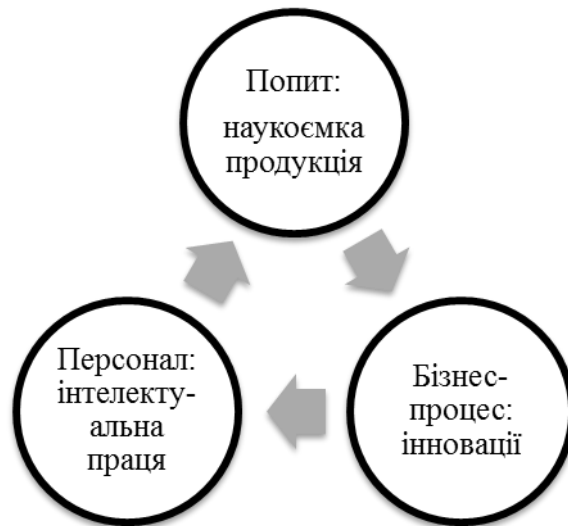 Попит:
наукоємка
продукція
Персонал:
інтелекту-
альна
праця
Бізнес-
процес:
інновації